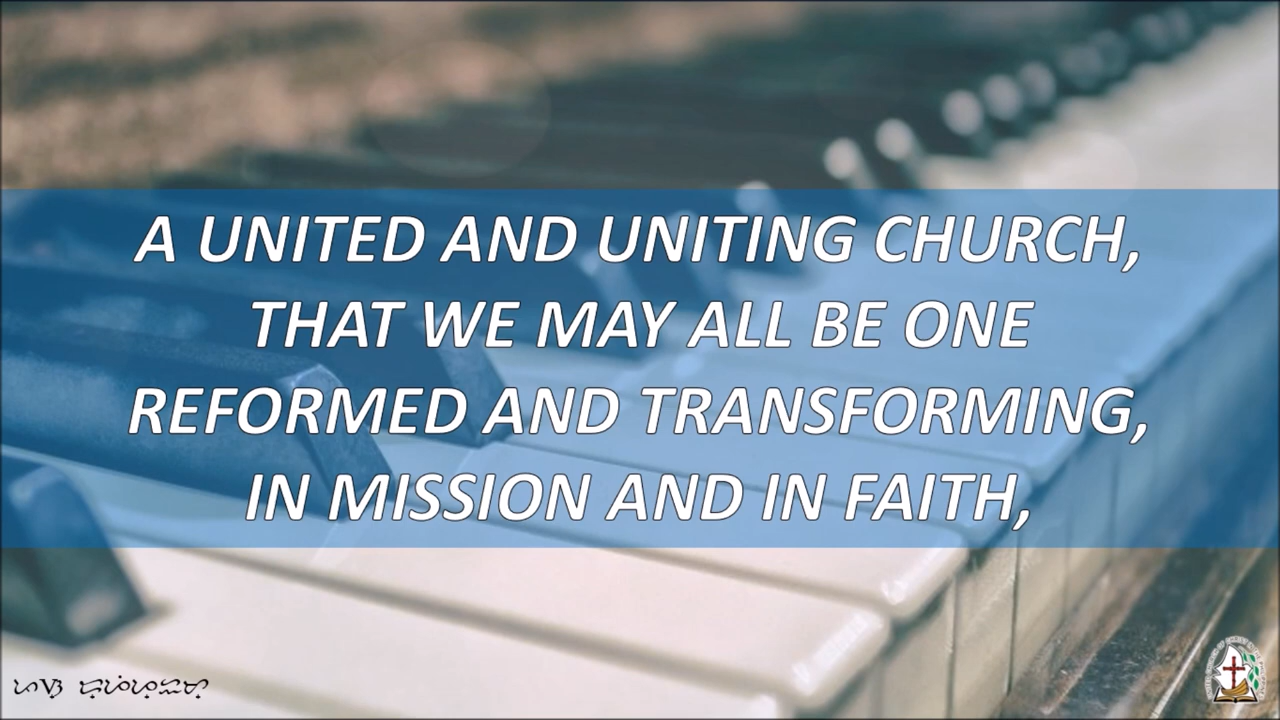 A UNITED AND UNITING CHURCH,
THAT WE MAY ALL BE ONE
REFORMED AND TRANSFORMING,
IN MISSION AND IN FAITH,